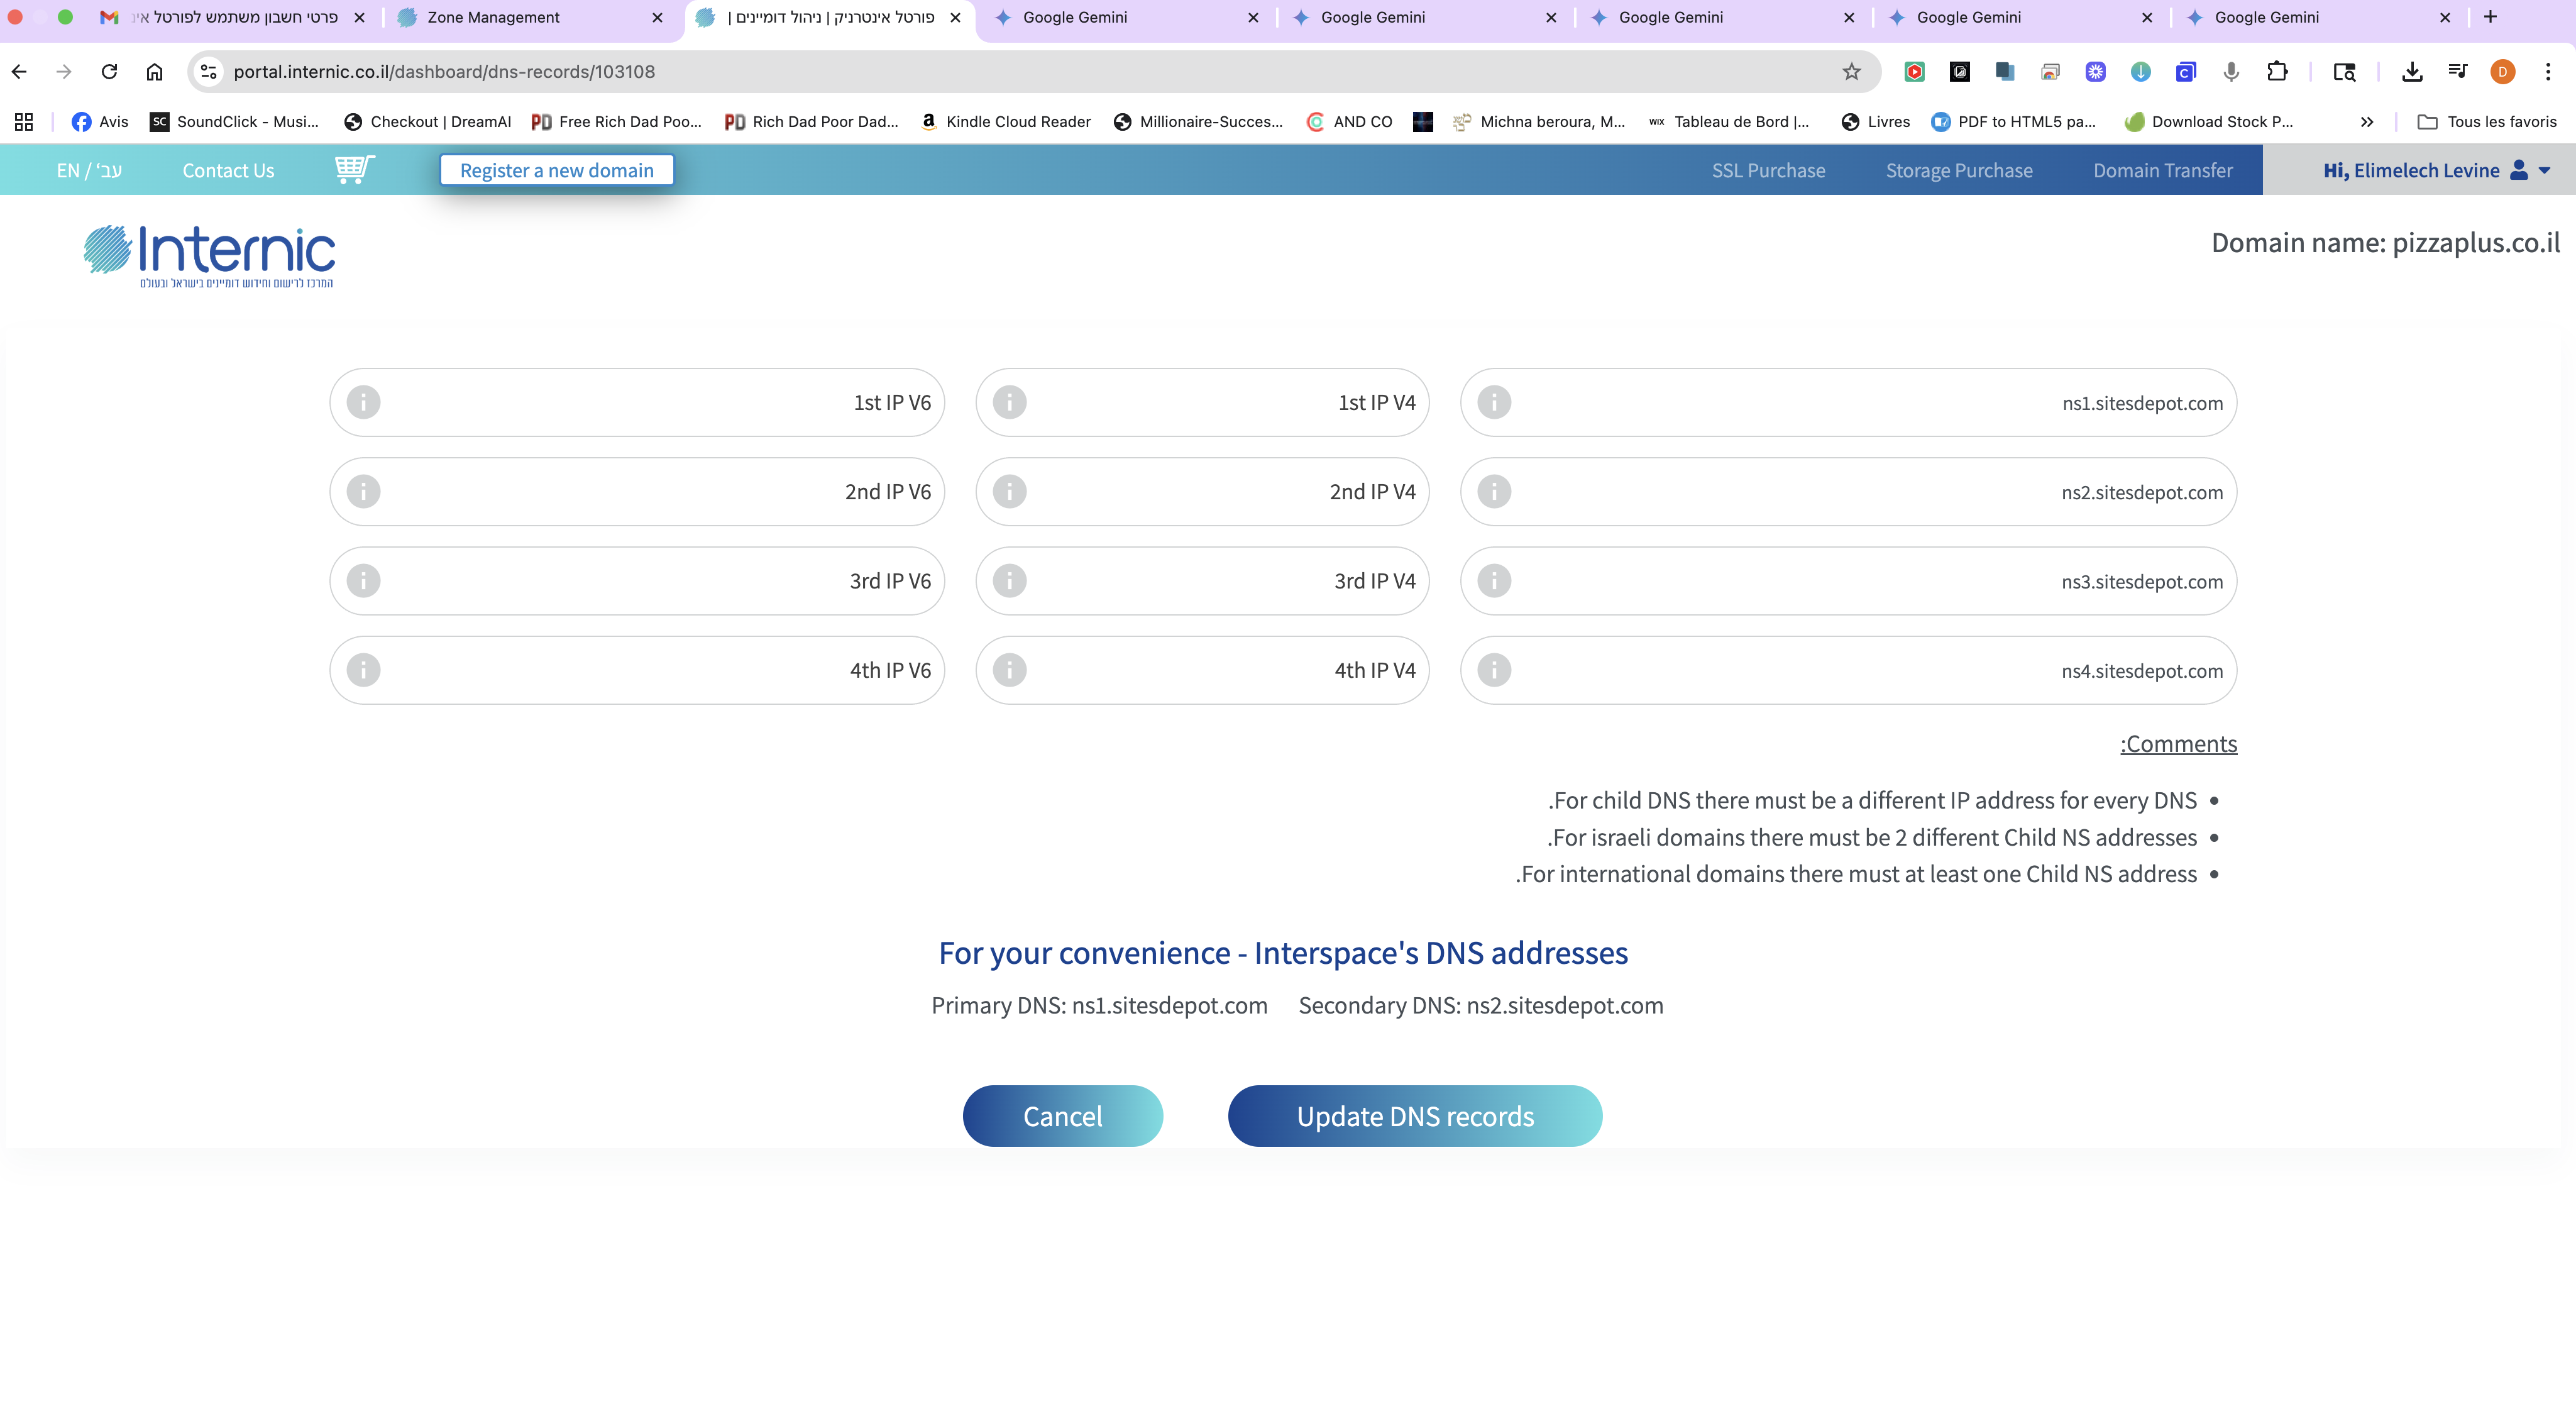 פרטי חשבון משתמש לפורטל אינ
Zone Management
פורטל אינטרניק | ניהול דומיינים |
Google Gemini
Google Gemini
Google Gemini
Google Gemini
Google Gemini
portal.internic.co.il/dashboard/dns-records/103108
D
Avis
SC SoundClick - Musi...
Checkout | DreamAI
PD Free Rich Dad Poo...
PD Rich Dad Poor Dad...
Kindle Cloud Reader
Millionaire-Succes...
AND CO
Michna beroura, M...
WIX Tableau de Bord |...
Livres
PDF to HTML5 pa...
Download Stock P...
Tous les favoris
EN / עב'
Contact Us
Register a new domain
SSL Purchase
Storage Purchase
Domain Transfer
Hi, Elimelech Levine
Internic
המרכז לרישום וחידוש דומיינים בישראל ובעולם
Domain name: pizzaplus.co.il
1st IP V6
1st IP V4
ns1.sitesdepot.com
2nd IP V6
2nd IP V4
ns2.sitesdepot.com
3rd IP V6
3rd IP V4
ns3.sitesdepot.com
4th IP V6
4th IP V4
ns4.sitesdepot.com
:Comments
.For child DNS there must be a different IP address for every DNS •
.For israeli domains there must be 2 different Child NS addresses •
.For international domains there must at least one Child NS address •
For your convenience - Interspace's DNS addresses
Primary DNS: ns1.sitesdepot.com Secondary DNS: ns2.sitesdepot.com
Cancel
Update DNS records